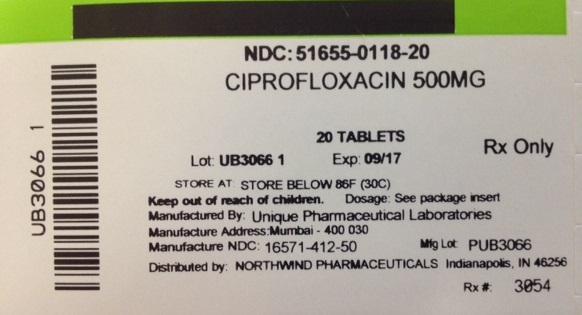 NDC: 51655-0118-20
CIPROFLOXACIN 500MG
20 TABLETS
Rx Only
Lot: UB3066 1 Exp: 09/17
STORE AT: STORE BELOW 86F (30C)
Keep out of reach of children. Dosage: See package insert
Manufactured By: Unique Pharmaceutical Laboratories
Manufacture Address:Mumbai - 400 030
Manufacture NDC: 16571-412-50 Mfg Lot: PUB3066
Distributed by: NORTHWIND PHARMACEUTICALS Indianapolis, IN 46256
Rx #: 3054
UB3066 1